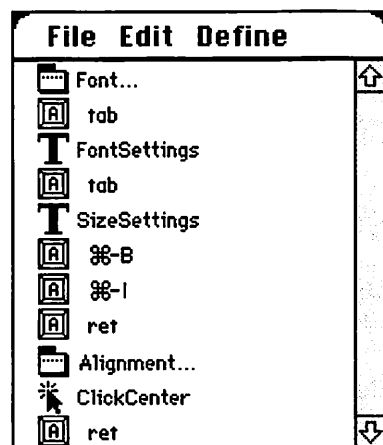 File Edit Define
Font...
A tab
T FontSettings
A tab
T SizeSettings
A ⌘-B
A ⌘-I
A ret
Alignment...
ClickCenter
A ret